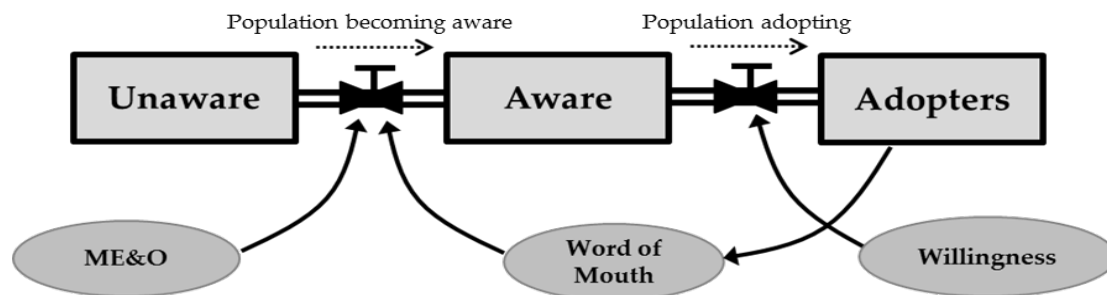 Population becoming aware
Population adopting
Unaware
Aware
Adopters
ME&O
Word of
Mouth
Willingness